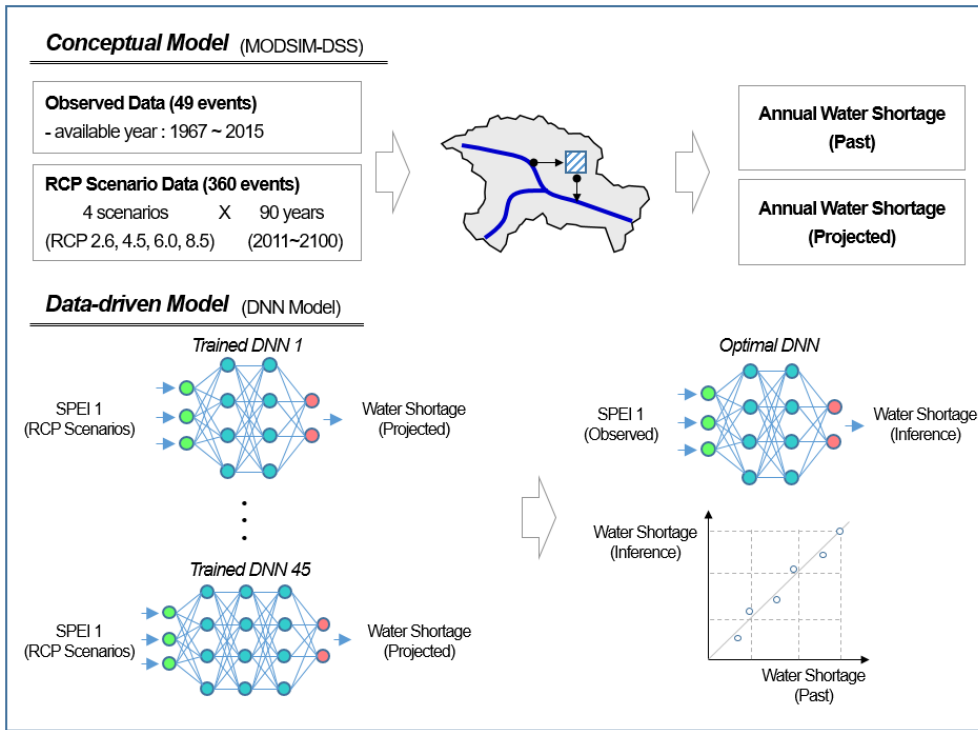 Conceptual Model (MODSIM-DSS)
Observed Data (49 events)
- available year : 1967 ~ 2015
RCP Scenario Data (360 events)
4 scenarios X 90 years
(RCP 2.6, 4.5, 6.0, 8.5) (2011~2100)
Annual Water Shortage
(Past)
Annual Water Shortage
(Projected)
Data-driven Model (DNN Model)
Trained DNN 1
SPEI 1
(RCP Scenarios)
Water Shortage
(Projected)
Trained DNN 45
SPEI 1
(RCP Scenarios)
Water Shortage
(Projected)
Optimal DNN
SPEI 1
(Observed)
Water Shortage
(Inference)
Water Shortage
(Inference)
Water Shortage
(Past)